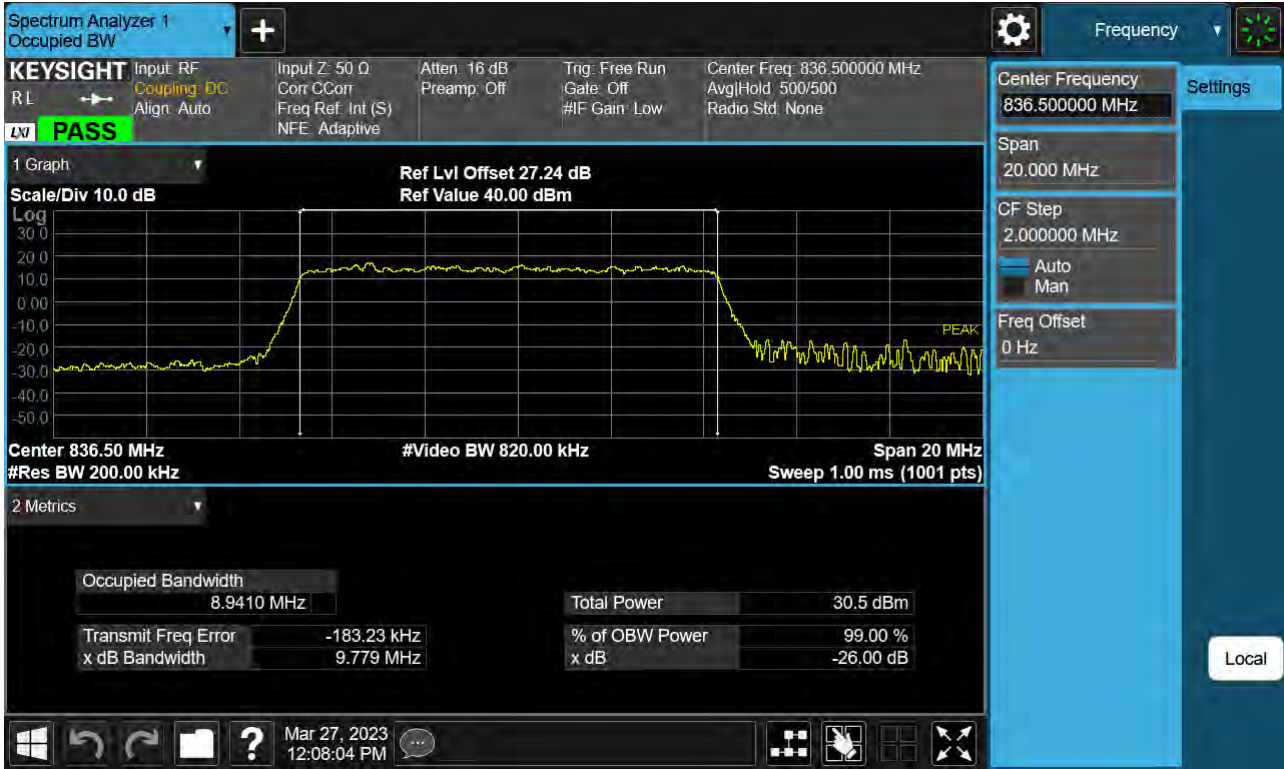 Spectrum Analyzer 1
Occupied BW
+
Frequency
KEYSIGHT
R L
LXI
PASS
Input: RF
Coupling: DC
Align: Auto
Input Z: 50 Ω
Corr CCorr
Freq Ref: Int (S)
NFE: Adaptive
Atten: 16 dB
Preamp: Off
Trig: Free Run
Gate: Off
#IF Gain: Low
Center Freq: 836.500000 MHz
Avg|Hold: 500/500
Radio Std: None
Center Frequency
836.500000 MHz
Settings
Span
20.000 MHz
CF Step
2.000000 MHz
Auto
Man
Freq Offset
0 Hz
Local
1 Graph
Scale/Div 10.0 dB
Ref Lvl Offset 27.24 dB
Ref Value 40.00 dBm
Log
30.0
20.0
10.0
0.00
-10.0
-20.0
-30.0
-40.0
-50.0
PEAK
Center 836.50 MHz
#Video BW 820.00 kHz
Span 20 MHz
#Res BW 200.00 kHz
Sweep 1.00 ms (1001 pts)
2 Metrics
Occupied Bandwidth
8.9410 MHz
Total Power 30.5 dBm
Transmit Freq Error -183.23 kHz
% of OBW Power 99.00 %
x dB Bandwidth 9.779 MHz
x dB -26.00 dB
?
Mar 27, 2023
12:08:04 PM